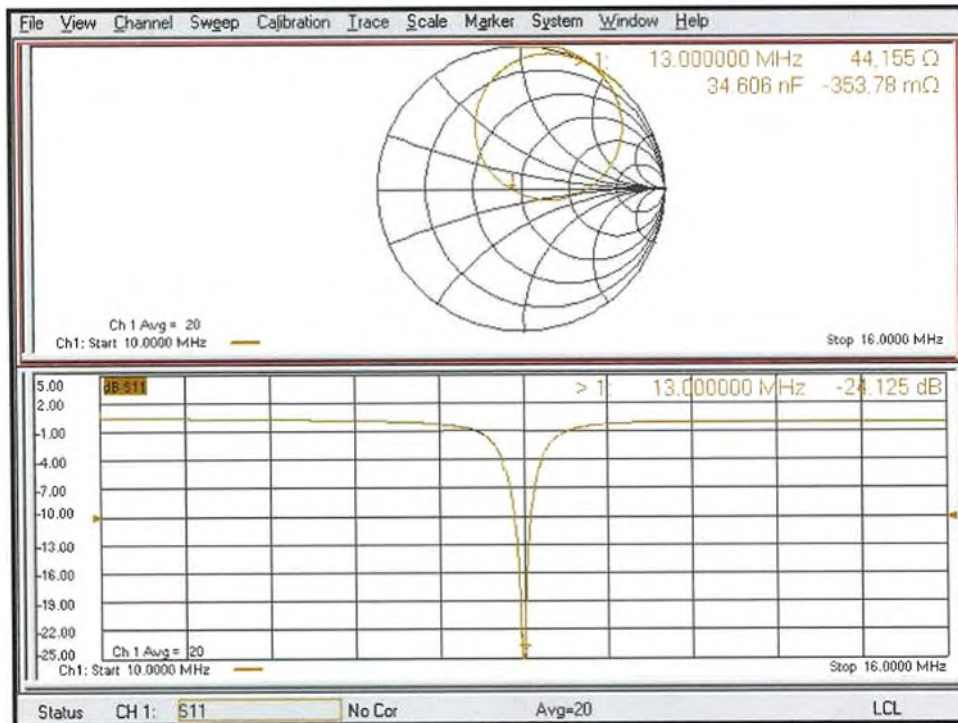 File View Channel Sweep Calibration Trace Scale Marker System Window Help
> 1: 13.000000 MHz 44.155 Ω
34.606 nF -353.78 mΩ
1
Ch 1 Avg = 20
Ch1: Start 10.0000 MHz Stop 16.0000 MHz
5.00 dB S11 > 1: 13.000000 MHz -24.125 dB
2.00
-1.00
-4.00
-7.00
-10.00
-13.00
-16.00
-19.00
-22.00
-25.00 Ch 1 Avg = 20
Ch1: Start 10.0000 MHz Stop 16.0000 MHz
Status CH 1: S11 No Cor Avg=20 LCL